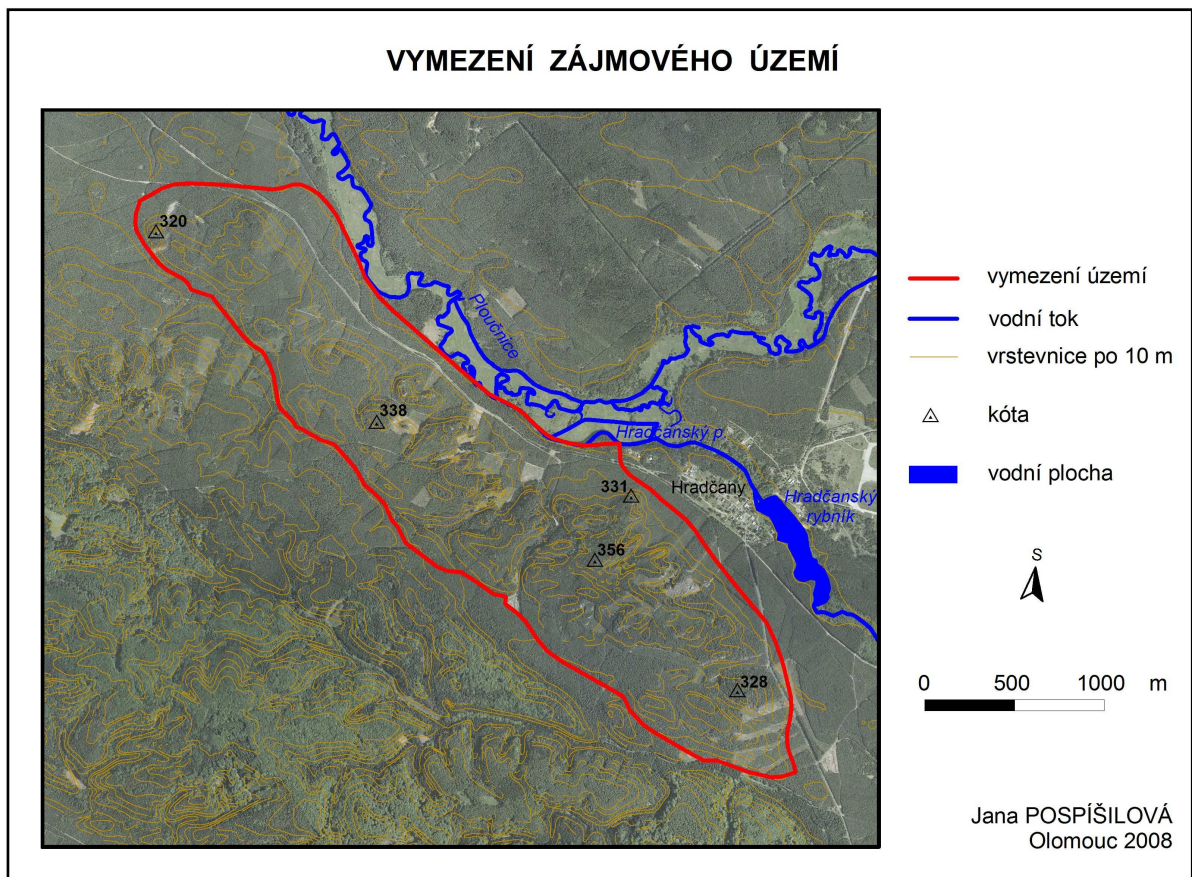 VYMEZENÍ ZÁJMOVÉHO ÚZEMÍ
320
Ploučnice
338
Hradčanský p.
331
Hradčany
Hradčanský
rybník
356
328
vymezení území
vodní tok
vrstevnice po 10 m
kóta
vodní plocha
S
0 500 1000 m
Jana POSPÍŠILOVÁ
Olomouc 2008